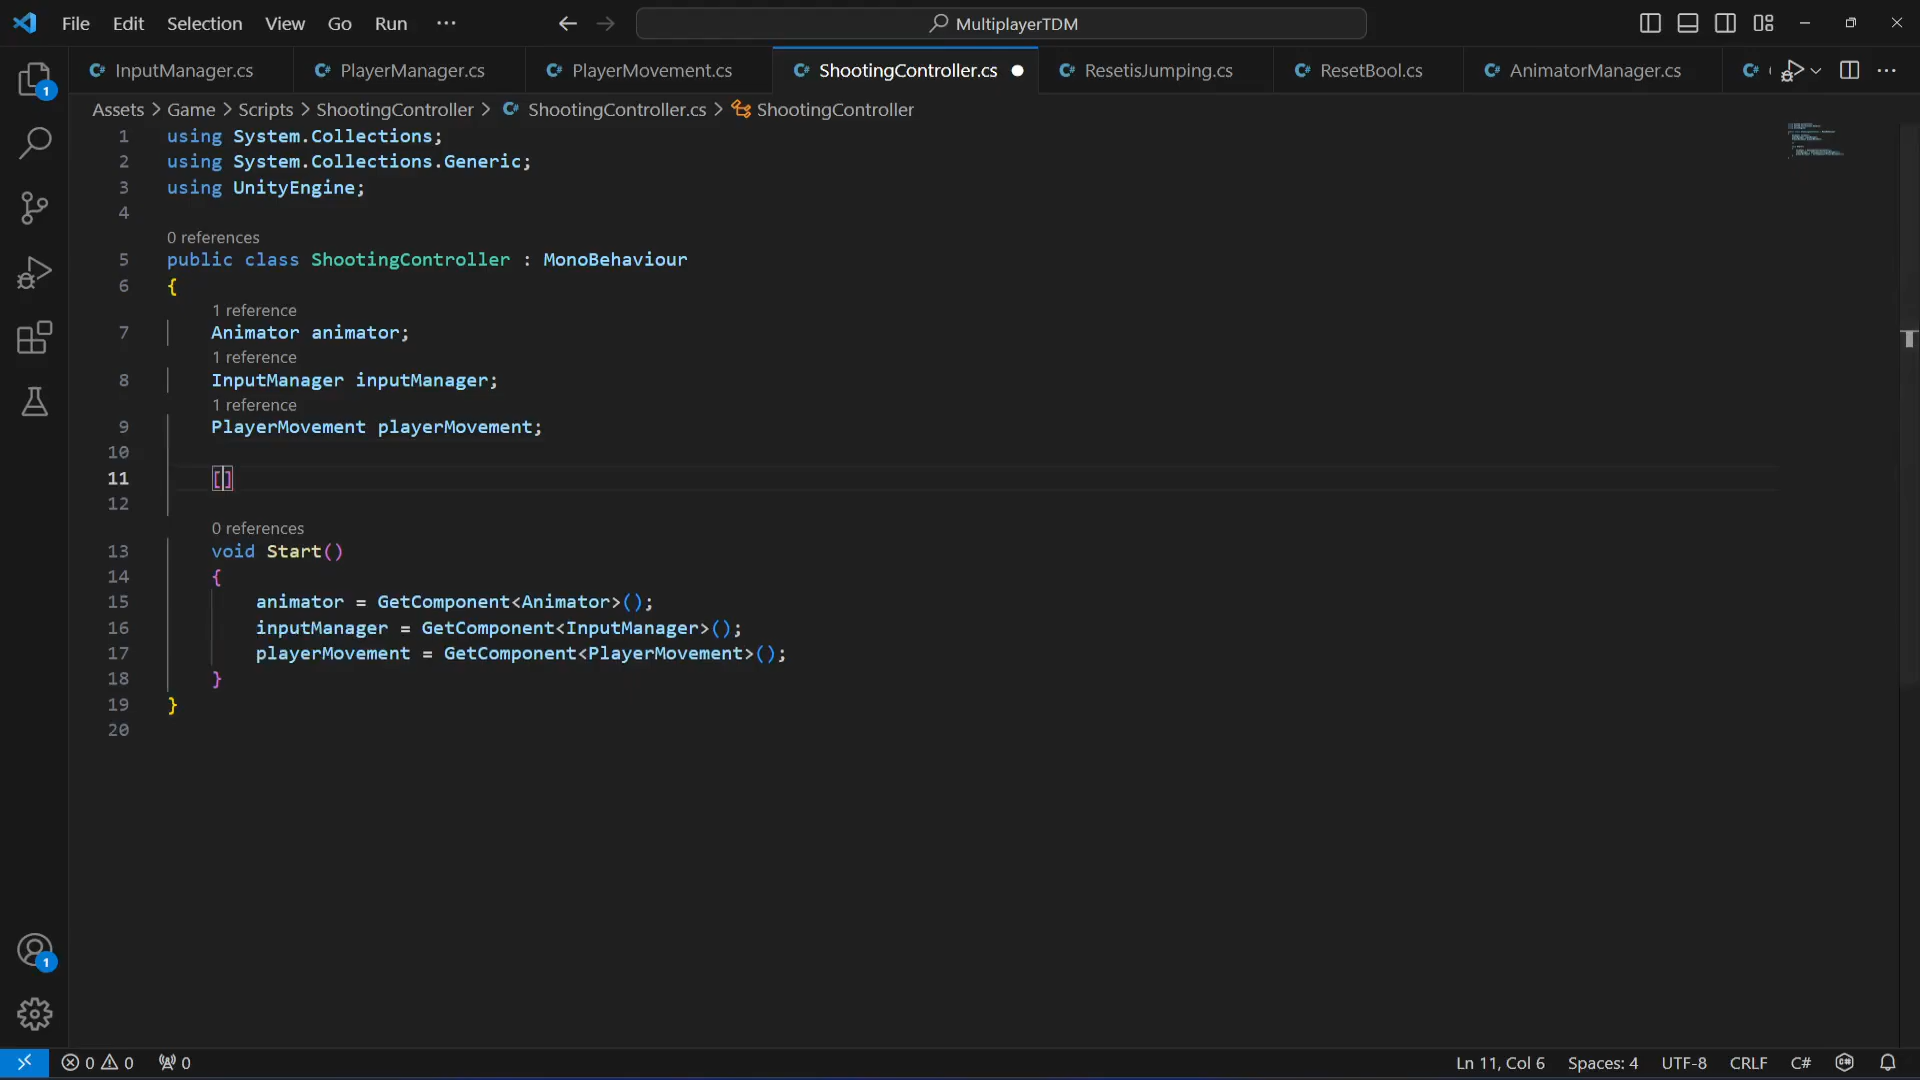 File Edit Selection View Go Run ··· MultiplayerTDM
InputManager.cs PlayerManager.cs PlayerMovement.cs ShootingController.cs ResetisJumping.cs ResetBool.cs AnimatorManager.cs
Assets > Game > Scripts > ShootingController > ShootingController.cs > ShootingController
1 using System.Collections;
2 using System.Collections.Generic;
3 using UnityEngine;
4
0 references
5 public class ShootingController : MonoBehaviour
6 {
1 reference
7 Animator animator;
1 reference
8 InputManager inputManager;
1 reference
9 PlayerMovement playerMovement;
10
11 []
12
0 references
13 void Start()
14 {
15 animator = GetComponent<Animator>();
16 inputManager = GetComponent<InputManager>();
17 playerMovement = GetComponent<PlayerMovement>();
18 }
19 }
20
1
1
0 0 0 Ln 11, Col 6 Spaces: 4 UTF-8 CRLF C#